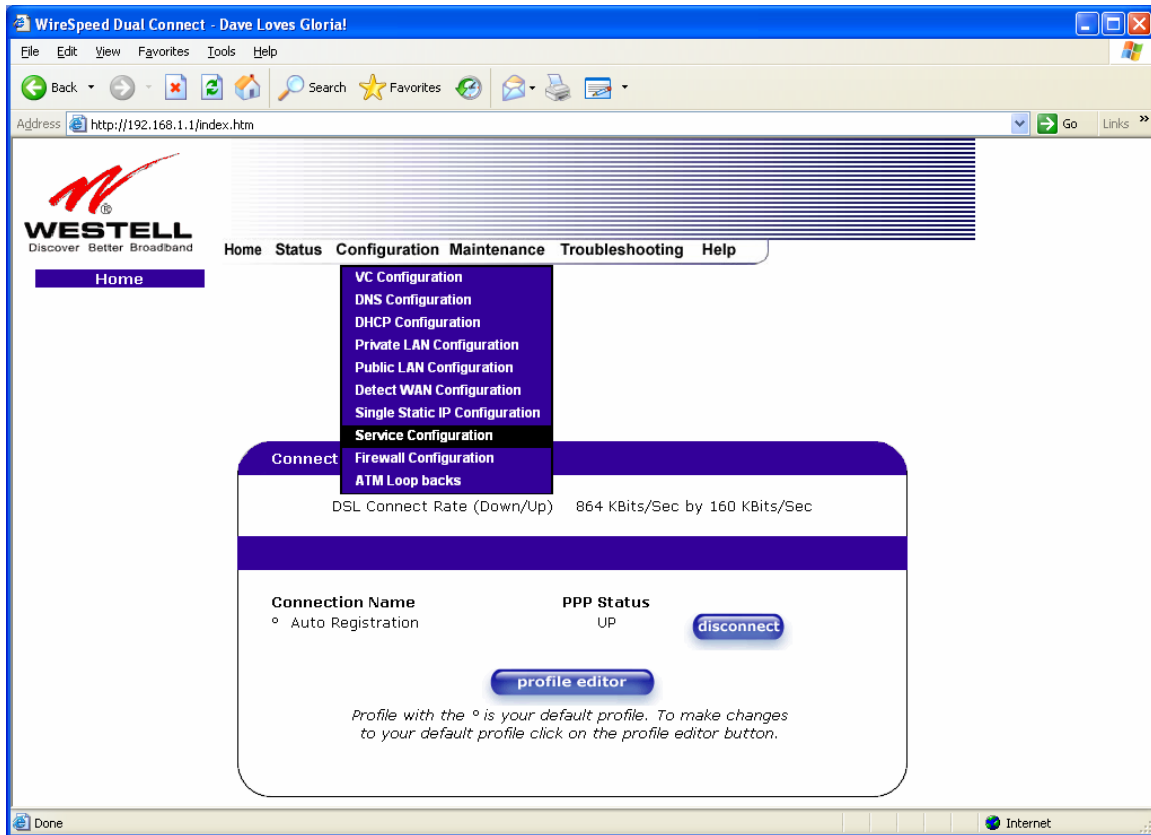 WireSpeed Dual Connect - Dave Loves Gloria!
File Edit View Favorites Tools Help
Back Search Favorites
Address http://192.168.1.1/index.htm Go Links »
WESTELL ®
Discover Better Broadband
Home Status Configuration Maintenance Troubleshooting Help
Home
VC Configuration
DNS Configuration
DHCP Configuration
Private LAN Configuration
Public LAN Configuration
Detect WAN Configuration
Single Static IP Configuration
Service Configuration
Firewall Configuration
ATM Loop backs
Connect
DSL Connect Rate (Down/Up) 864 KBits/Sec by 160 KBits/Sec
Connection Name PPP Status
° Auto Registration UP disconnect
profile editor
Profile with the ° is your default profile. To make changes
to your default profile click on the profile editor button.
Done Internet